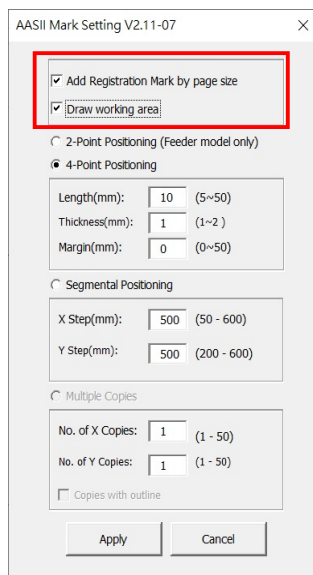 AASII Mark Setting V2.11-07
Add Registration Mark by page size
Draw working area
2-Point Positioning (Feeder model only)
4-Point Positioning
Length(mm): 10 (5~50)
Thickness(mm): 1 (1~2 )
Margin(mm): 0 (0~50)
Segmental Positioning
X Step(mm): 500 (50 - 600)
Y Step(mm): 500 (200 - 600)
Multiple Copies
No. of X Copies: 1 (1 - 50)
No. of Y Copies: 1 (1 - 50)
Copies with outline
Apply Cancel